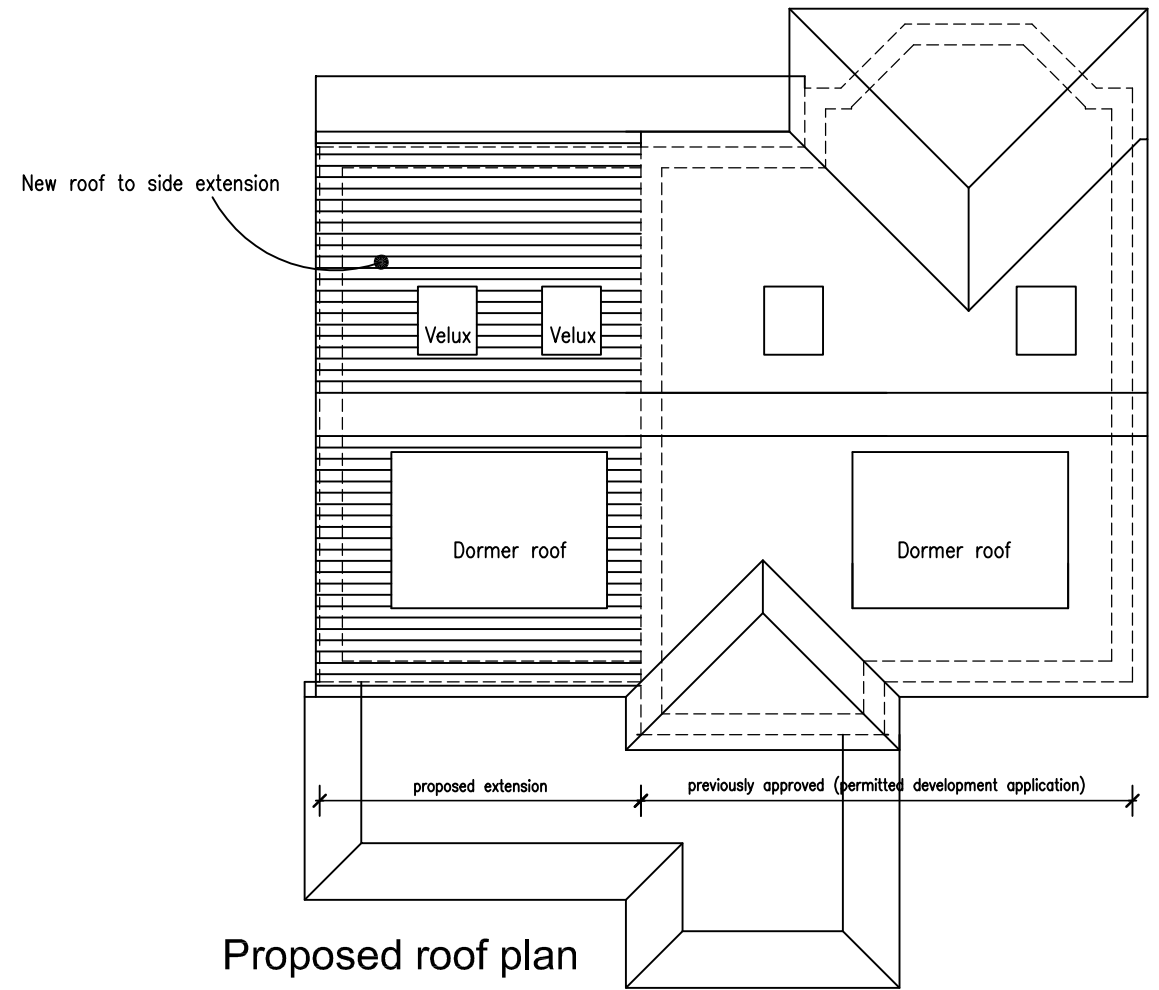 New roof to side extension
Velux
Velux
Dormer roof
Dormer roof
proposed extension
previously approved (permitted development application)
Proposed roof plan